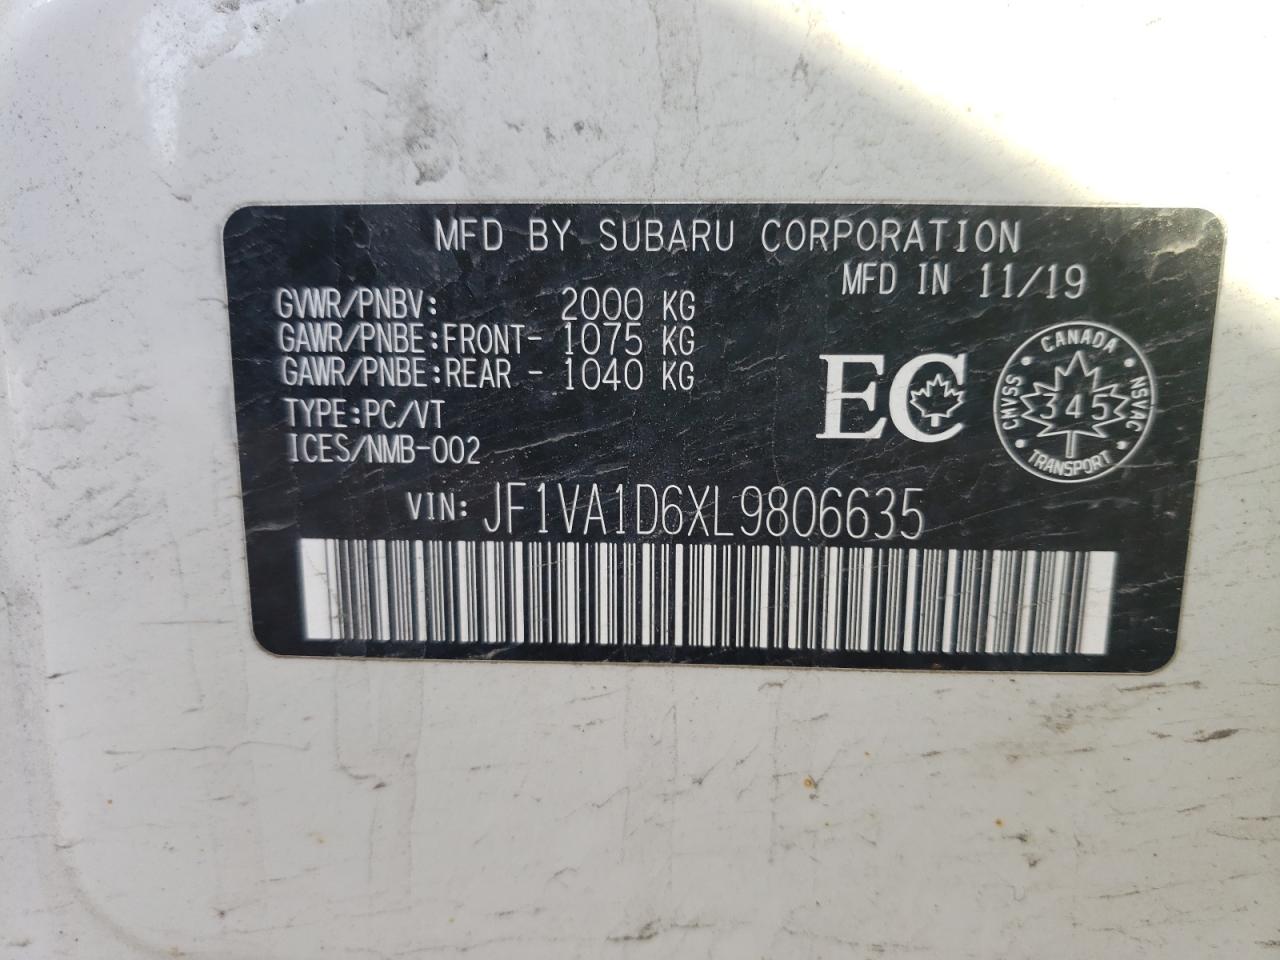 MFD BY SUBARU CORPORATION
MFD IN 11/19
GVWR/PNBV: 2000 KG
GAWR/PNBE:FRONT- 1075 KG
GAWR/PNBE:REAR - 1040 KG
TYPE:PC/VT
ICES/NMB-002
EC
CANADA
CMVSS 345 NSVAC
TRANSPORT
VIN: JF1VA1D6XL9806635